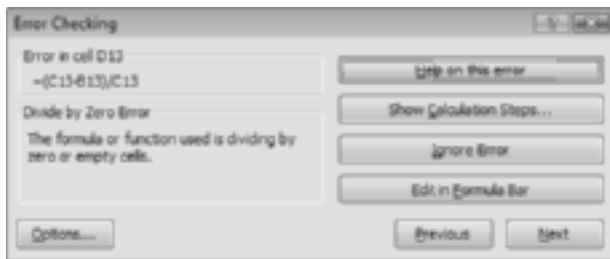 Error Checking
Error in cell D13
=(C13-B13)/C13
Divide by Zero Error
The formula or function used is dividing by
zero or empty cells.
Help on this error
Show Calculation Steps...
Ignore Error
Edit in Formula Bar
Options...
Previous
Next